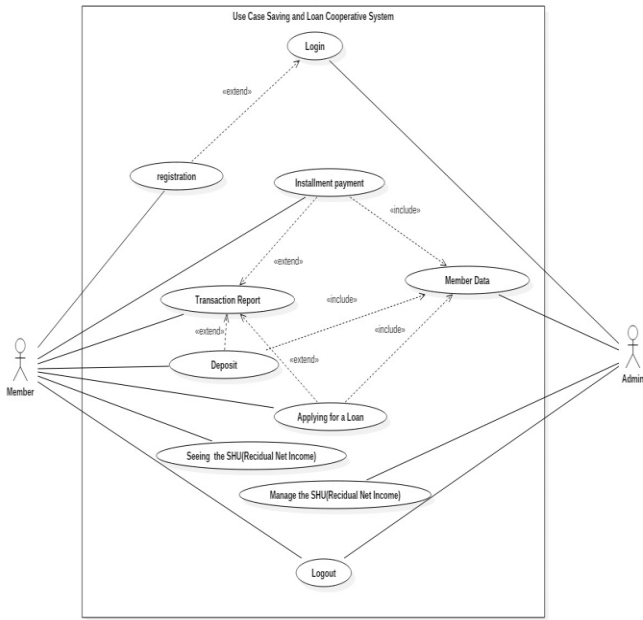 Use Case Saving and Loan Cooperative System
Login
«extend»
registration
Installment payment
«include»
«extend»
Member Data
Transaction Report
«include»
«extend»
«include»
Deposit
«extend»
Member
Admin
Applying for a Loan
Seeing the SHU(Recidual Net Income)
Manage the SHU(Recidual Net Income)
Logout